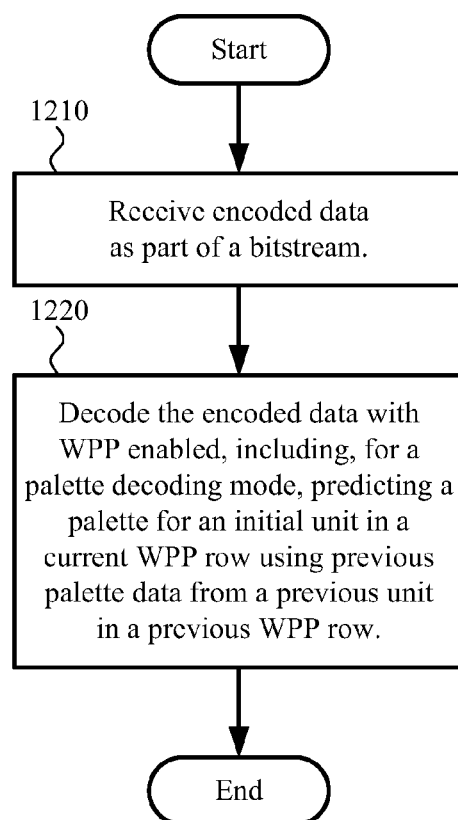 Start
1210
Receive encoded data
as part of a bitstream.
1220
Decode the encoded data with
WPP enabled, including, for a
palette decoding mode, predicting a
palette for an initial unit in a
current WPP row using previous
palette data from a previous unit
in a previous WPP row.
End